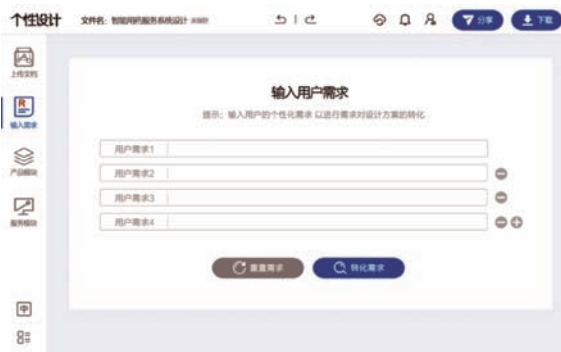 个性设计
文件名：智能用药服务系统设计 未保存
分享
下载
上传文档
输入需求
产品模块
服务模块
中
输入用户需求
提示：输入用户的个性化需求 以进行需求对设计方案的转化
用户需求1
用户需求2
用户需求3
用户需求4
重置需求
转化需求